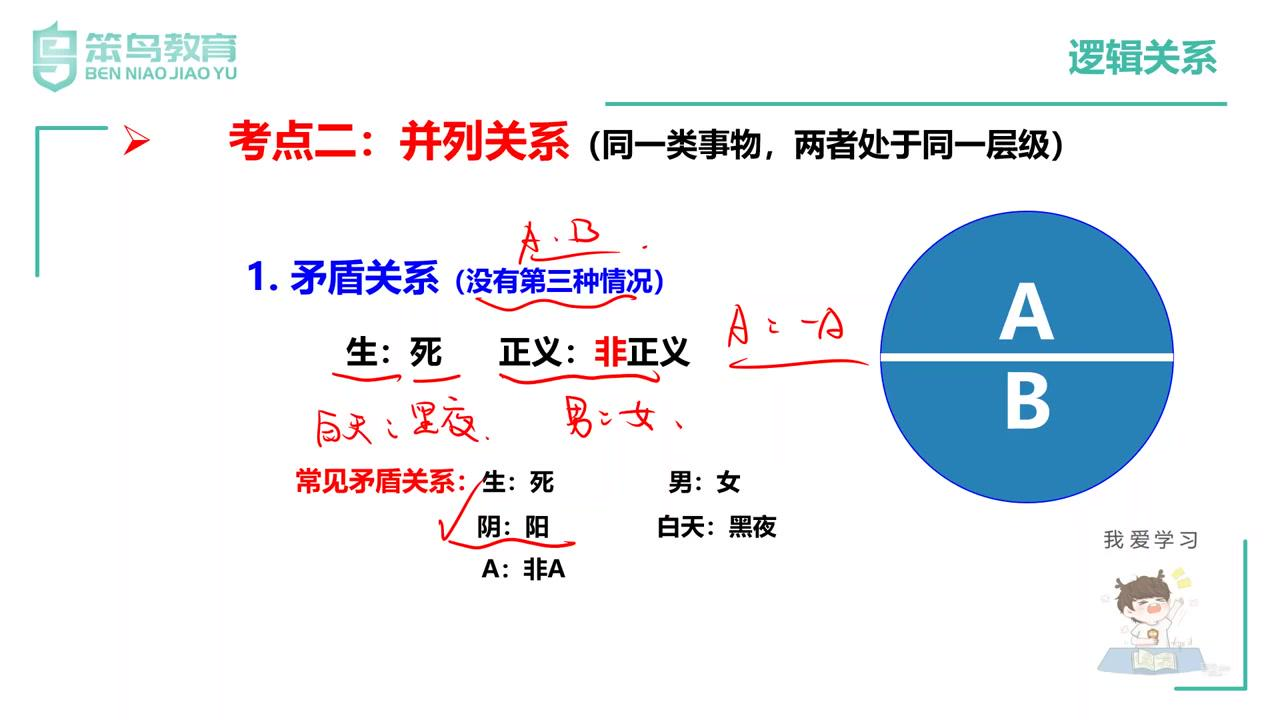 笨鸟教育
BEN NIAO JIAO YU
逻辑关系
考点二：并列关系（同一类事物，两者处于同一层级）
A、B
1. 矛盾关系（没有第三种情况）
A：-A
生：死 正义：非正义
白天：黑夜、 男：女、
常见矛盾关系：生：死 男：女
阴：阳 白天：黑夜
A：非A
A
B
我爱学习